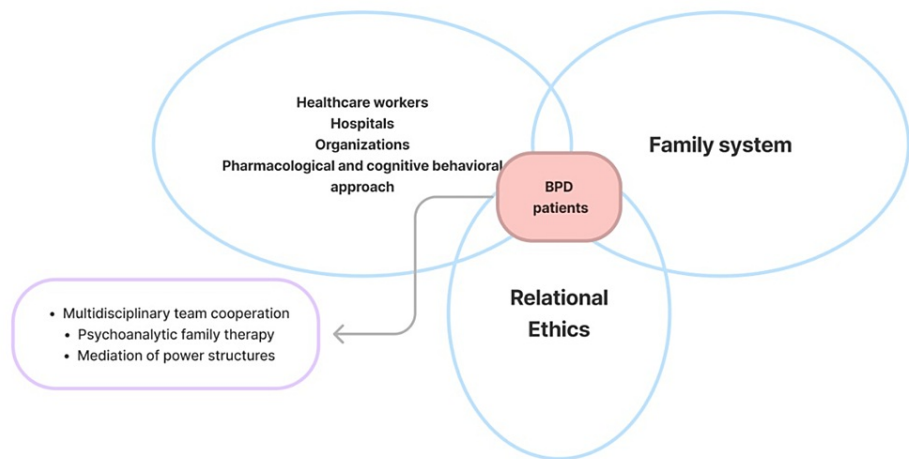 Healthcare workers
Hospitals
Organizations
Pharmacological and cognitive behavioral
approach
Family system
BPD
patients
Relational
Ethics
• Multidisciplinary team cooperation
• Psychoanalytic family therapy
• Mediation of power structures